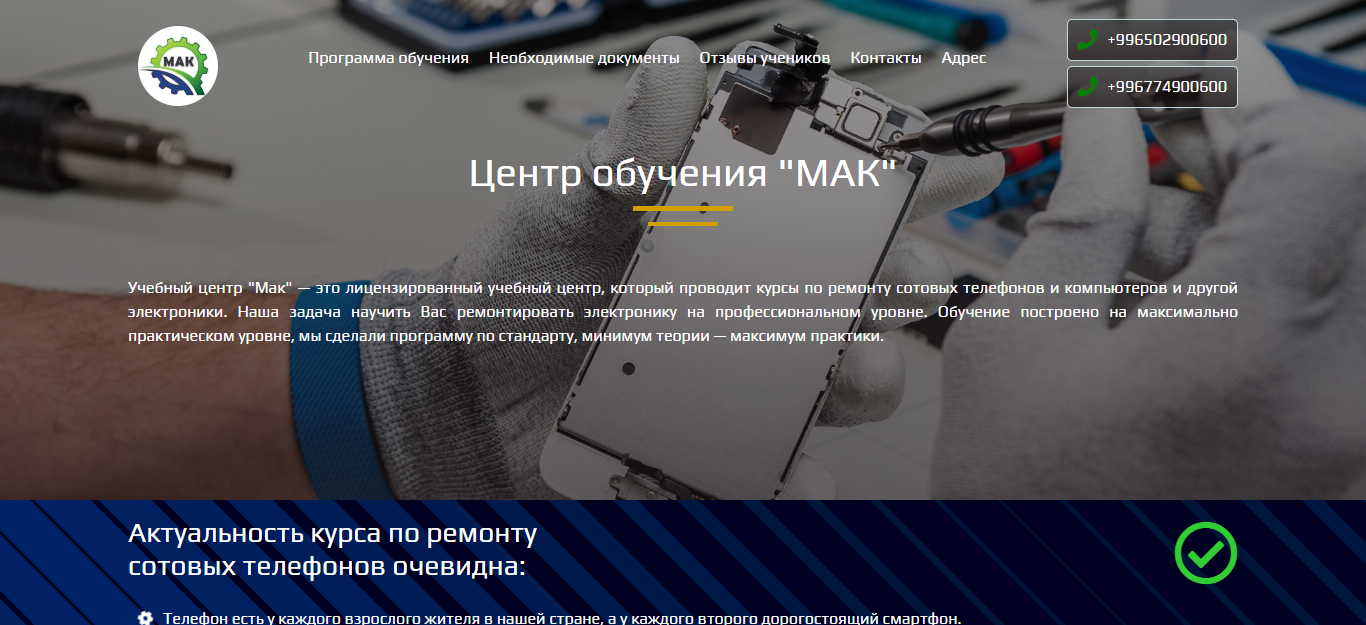 МАК
Программа обучения Необходимые документы Отзывы учеников Контакты Адрес
+996502900600
+996774900600
Центр обучения "МАК"
Учебный центр "Мак" — это лицензированный учебный центр, который проводит курсы по ремонту сотовых телефонов и компьютеров и другой
электроники. Наша задача научить Вас ремонтировать электронику на профессиональном уровне. Обучение построено на максимально
практическом уровне, мы сделали программу по стандарту, минимум теории — максимум практики.
Актуальность курса по ремонту
сотовых телефонов очевидна:
Телефон есть у каждого взрослого жителя в нашей стране, а у каждого второго дорогостоящий смартфон.